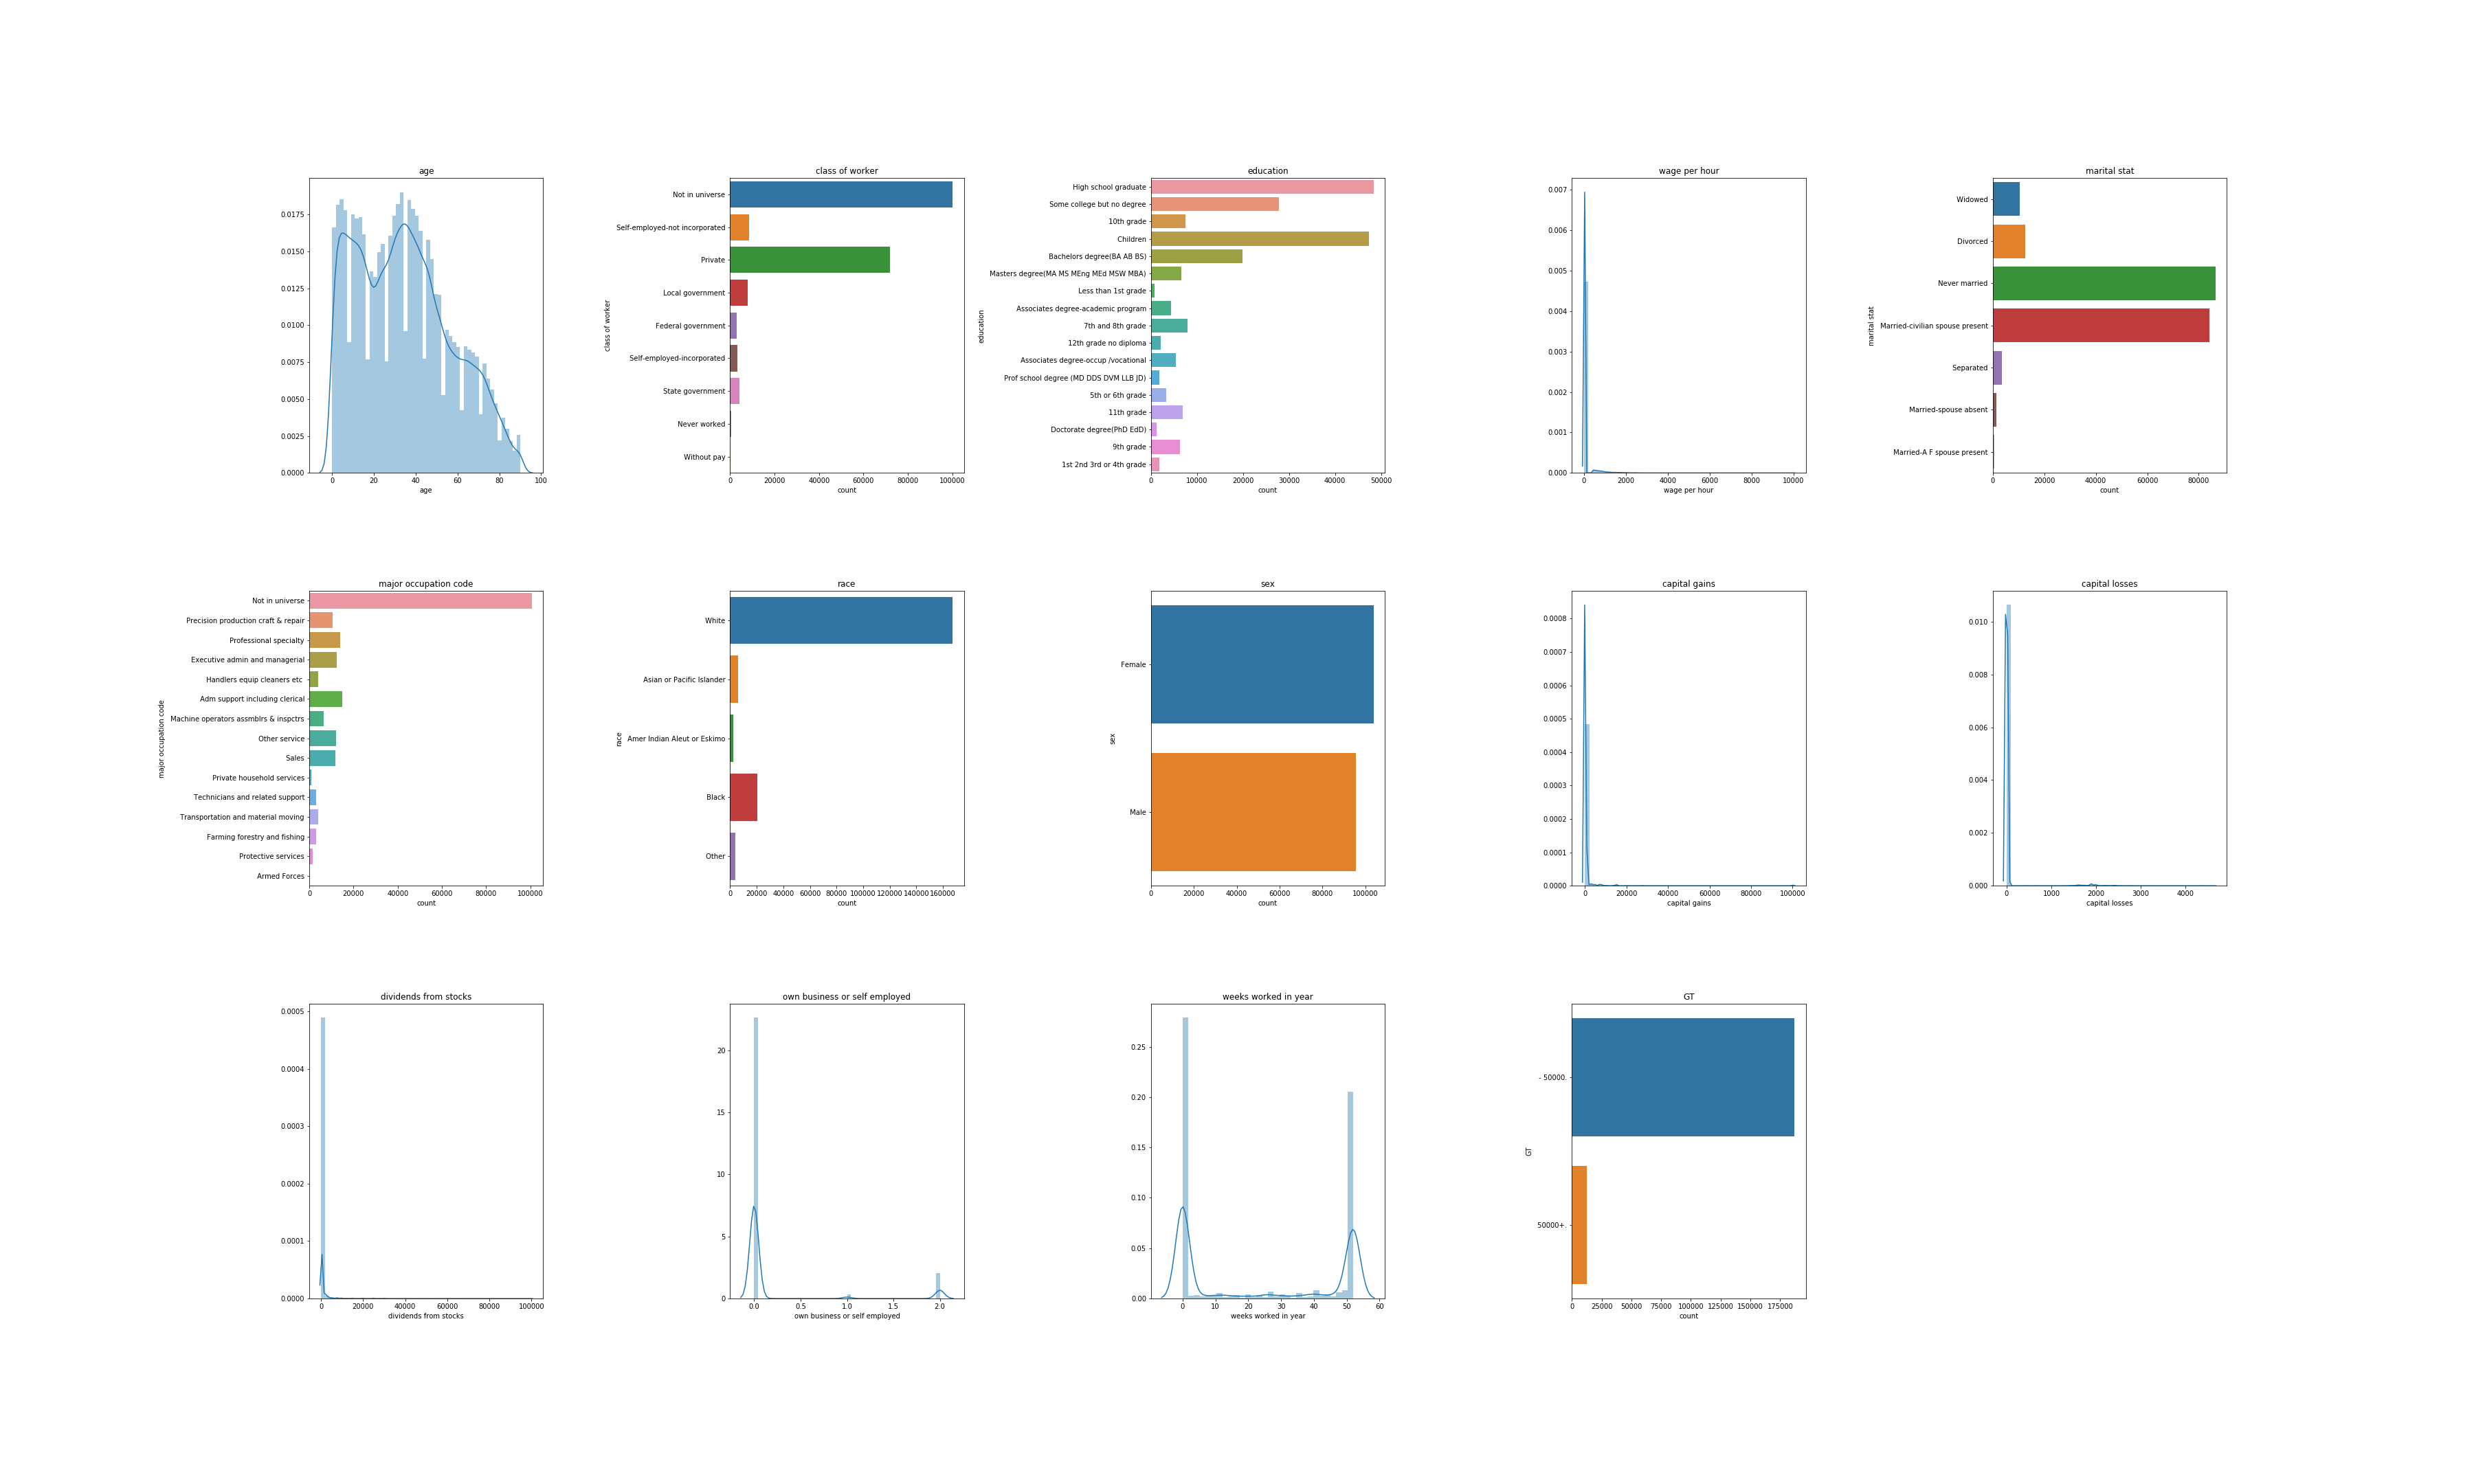 age
0.0175
0.0150
0.0125
0.0100
0.0075
0.0050
0.0025
0.0000
0 20 40 60 80 100
age
class of worker
class of worker
Not in universe
Self-employed-not incorporated
Private
Local government
Federal government
Self-employed-incorporated
State government
Never worked
Without pay
0 20000 40000 60000 80000 100000
count
education
education
High school graduate
Some college but no degree
10th grade
Children
Bachelors degree(BA AB BS)
Masters degree(MA MS MEng MEd MSW MBA)
Less than 1st grade
Associates degree-academic program
7th and 8th grade
12th grade no diploma
Associates degree-occup /vocational
Prof school degree (MD DDS DVM LLB JD)
5th or 6th grade
11th grade
Doctorate degree(PhD EdD)
9th grade
1st 2nd 3rd or 4th grade
0 10000 20000 30000 40000 50000
count
wage per hour
0.007
0.006
0.005
0.004
0.003
0.002
0.001
0.000
0 2000 4000 6000 8000 10000
wage per hour
marital stat
marital stat
Widowed
Divorced
Never married
Married-civilian spouse present
Separated
Married-spouse absent
Married-A F spouse present
0 20000 40000 60000 80000
count
major occupation code
major occupation code
Not in universe
Precision production craft & repair
Professional specialty
Executive admin and managerial
Handlers equip cleaners etc
Adm support including clerical
Machine operators assmblrs & inspctrs
Other service
Sales
Private household services
Technicians and related support
Transportation and material moving
Farming forestry and fishing
Protective services
Armed Forces
0 20000 40000 60000 80000 100000
count
race
race
White
Asian or Pacific Islander
Amer Indian Aleut or Eskimo
Black
Other
0 20000 40000 60000 80000 100000 120000 140000 160000
count
sex
sex
Female
Male
0 20000 40000 60000 80000 100000
count
capital gains
0.0008
0.0007
0.0006
0.0005
0.0004
0.0003
0.0002
0.0001
0.0000
0 20000 40000 60000 80000 100000
capital gains
capital losses
0.010
0.008
0.006
0.004
0.002
0.000
0 1000 2000 3000 4000
capital losses
dividends from stocks
0.0005
0.0004
0.0003
0.0002
0.0001
0.0000
0 20000 40000 60000 80000 100000
dividends from stocks
own business or self employed
20
15
10
5
0
0.0 0.5 1.0 1.5 2.0
own business or self employed
weeks worked in year
0.25
0.20
0.15
0.10
0.05
0.00
0 10 20 30 40 50 60
weeks worked in year
GT
GT
- 50000.
50000+.
0 25000 50000 75000 100000 125000 150000 175000
count